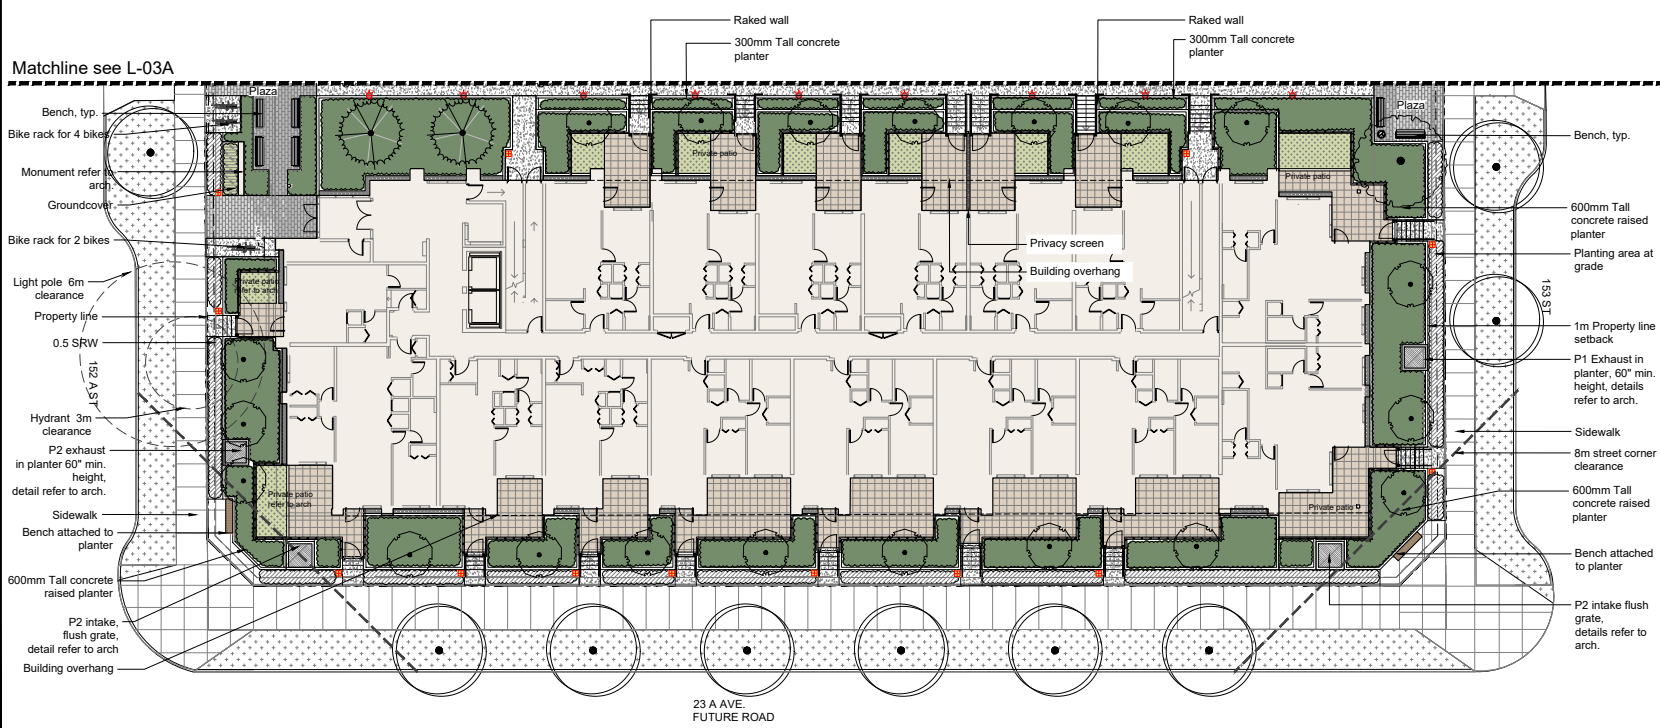 Raked wall
300mm Tall concrete
planter
Raked wall
300mm Tall concrete
planter
Matchline see L-03A
Plaza
Plaza
Bench, typ.
Bike rack for 4 bikes
Monument refer to
arch.
Groundcover
Bike rack for 2 bikes
Light pole 6m
clearance
Property line
0.5 SRW
152 A ST
Hydrant 3m
clearance
P2 exhaust
in planter 60" min.
height,
detail refer to arch.
Sidewalk
Bench attached to
planter
600mm Tall concrete
raised planter
P2 intake,
flush grate,
detail refer to arch
Building overhang
Private patio
Private patio
Private patio
refer to arch
Private patio
refer to arch
Private patio
Privacy screen
Building overhang
Bench, typ.
600mm Tall
concrete raised
planter
Planting area at
grade
153 ST
1m Property line
setback
P1 Exhaust in
planter, 60" min.
height, details
refer to arch.
Sidewalk
8m street corner
clearance
600mm Tall
concrete raised
planter
Bench attached
to planter
P2 intake flush
grate,
details refer to
arch.
23 A AVE.
FUTURE ROAD